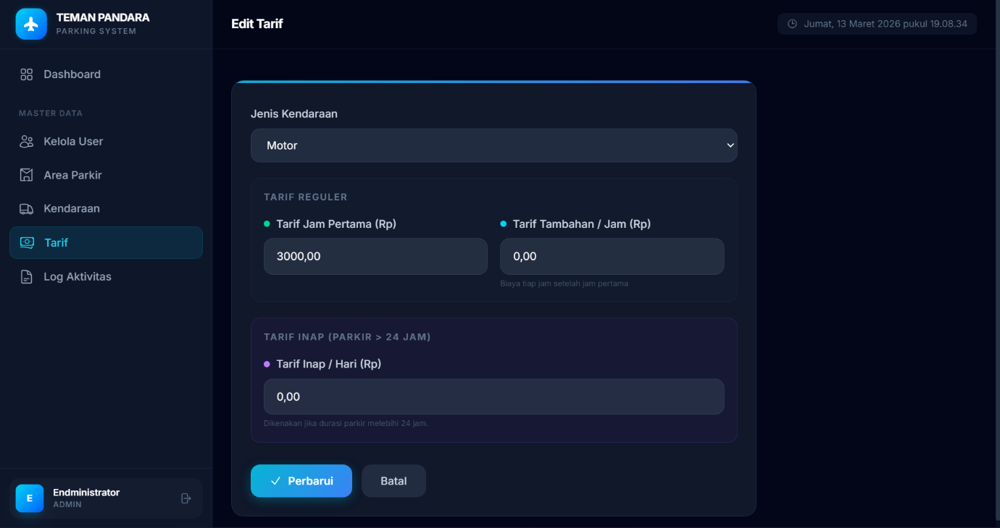 TEMAN PANDARA
PARKING SYSTEM
Edit Tarif
Jumat, 13 Maret 2026 pukul 19.08.34
Dashboard
MASTER DATA
Kelola User
Area Parkir
Kendaraan
Tarif
Log Aktivitas
Jenis Kendaraan
Motor
TARIF REGULER
Tarif Jam Pertama (Rp)
3000,00
Tarif Tambahan / Jam (Rp)
0,00
Biaya tiap jam setelah jam pertama
TARIF INAP (PARKIR > 24 JAM)
Tarif Inap / Hari (Rp)
0,00
Dikenakan jika durasi parkir melebihi 24 jam.
Perbarui
Batal
E
Endministrator
ADMIN